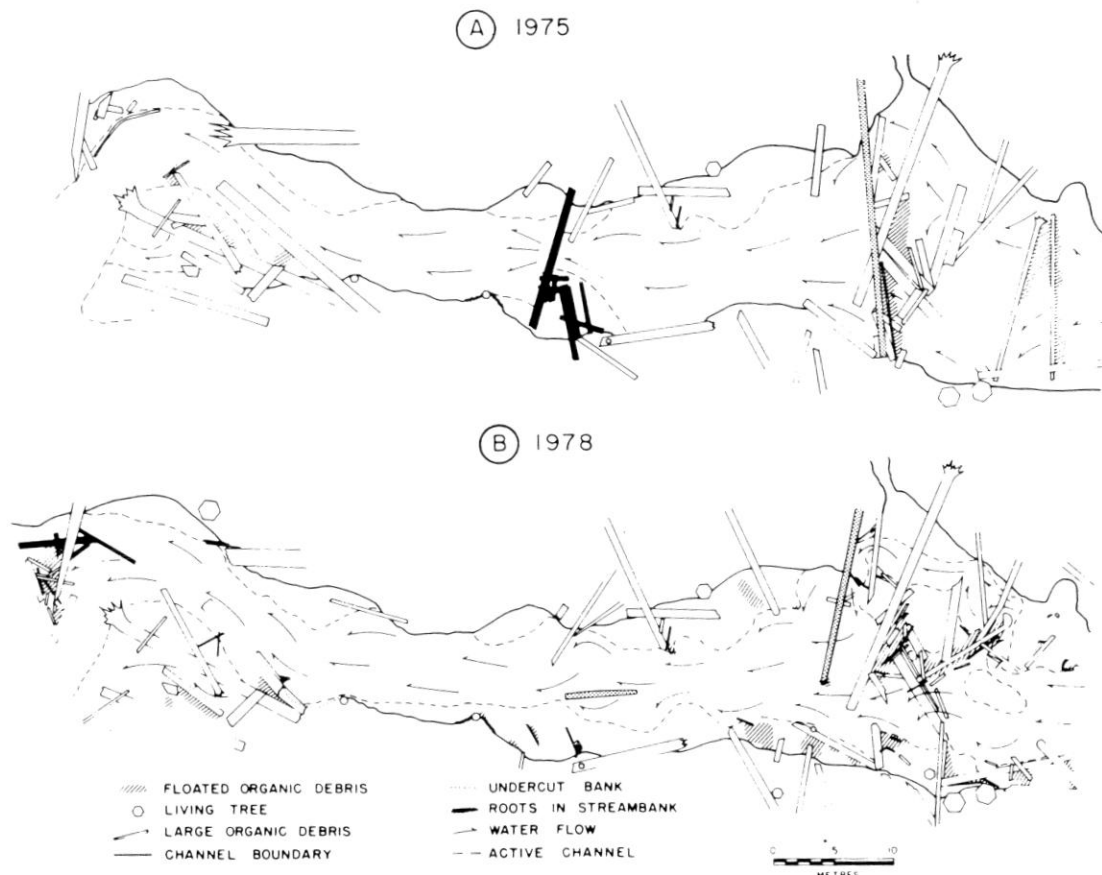 A 1975
B 1978
FLOATED ORGANIC DEBRIS
LIVING TREE
LARGE ORGANIC DEBRIS
CHANNEL BOUNDARY
UNDERCUT BANK
ROOTS IN STREAMBANK
WATER FLOW
ACTIVE CHANNEL
0 5 10
METRES